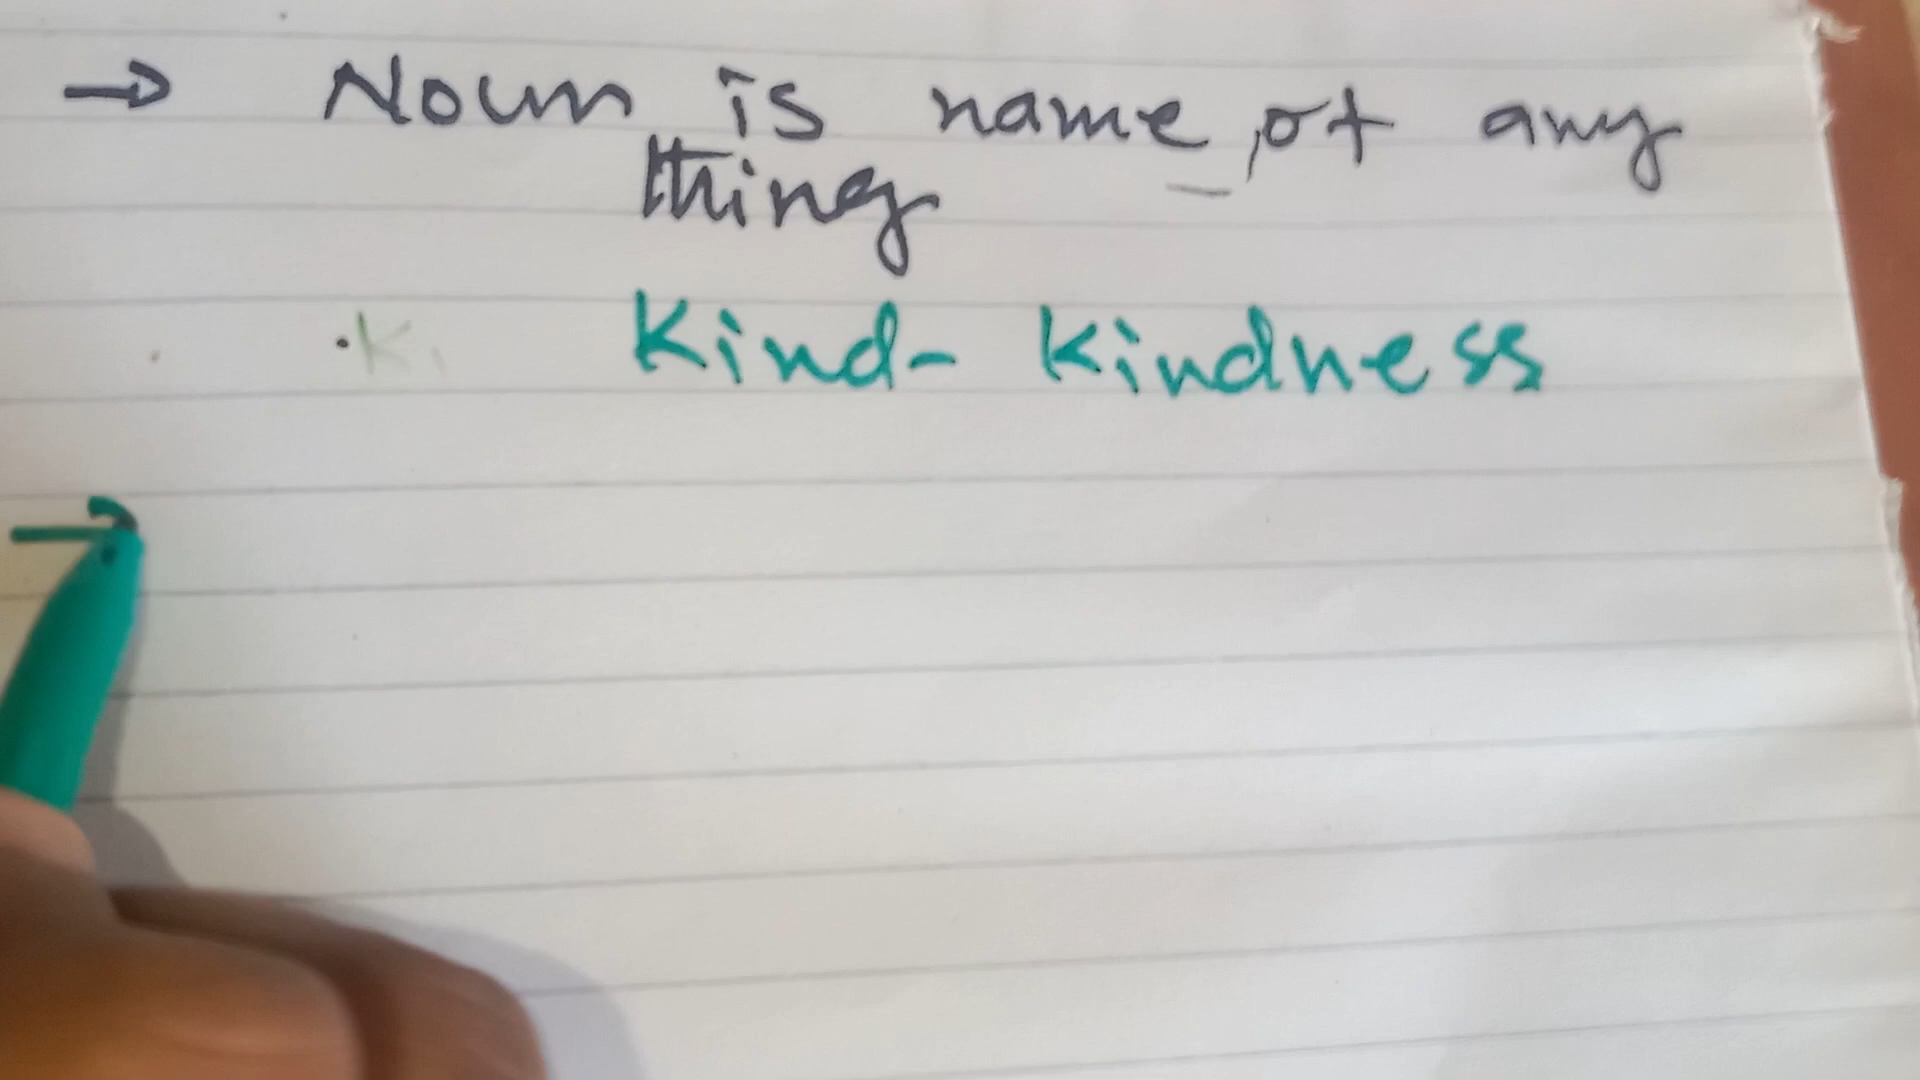 → Noun is name of any
thing
.K Kind- Kindness